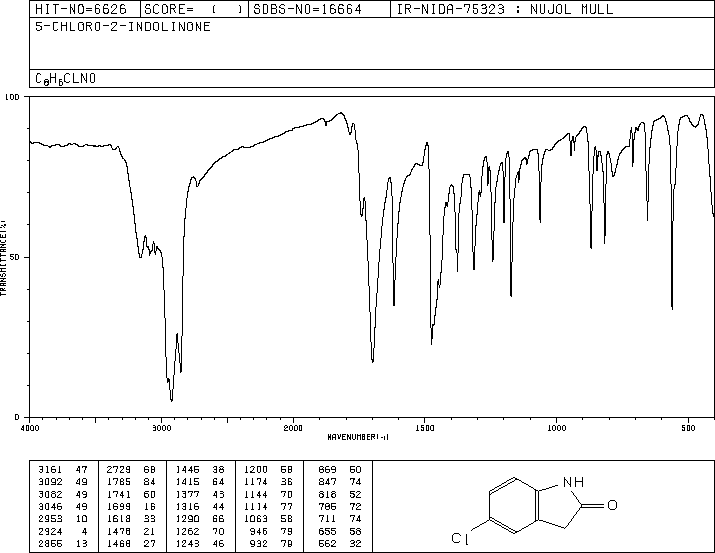 HIT-NO=6626 SCORE= ( ) SDBS-NO=16664 IR-NIDA-75323 : NUJOL MULL
5-CHLORO-2-INDOLINONE
C8H6CLNO
100
TRANSMITTANCE(%)
50
0
4000 3000 2000 1500 1000 500
WAVENUMBER(-1)
3161 47 2729 68 1446 38 1200 58 869 50
3092 49 1785 84 1415 64 1174 36 847 74
3082 49 1741 60 1377 43 1144 70 818 52
3046 49 1699 16 1316 44 1114 77 786 72
2953 10 1618 33 1290 66 1063 58 711 74
2924 4 1478 21 1262 70 946 79 655 58
2855 13 1468 27 1243 46 932 79 562 32
NH
O
Cl